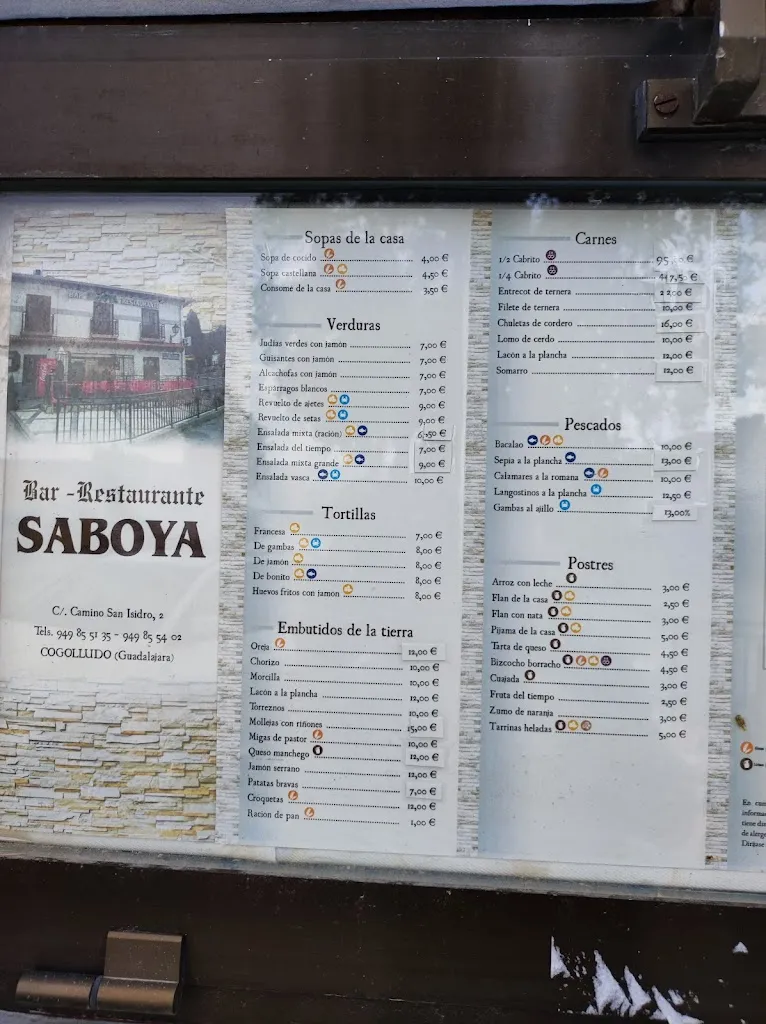 Bar - Restaurante
SABOYA
C/. Camino San Isidro, 2
Tels. 949 85 51 35 - 949 85 54 02
COGOLLUDO (Guadalajara)
Sopas de la casa
Sopa de cocido 4,00 €
Sopa castellana 4,50 €
Consome de la casa 3,50 €
Verduras
Judias verdes con jamón 7,00 €
Guisantes con jamón 7,00 €
Alcachofas con jamón 7,00 €
Esparragos blancos 7,00 €
Revuelto de ajetes 9,00 €
Revuelto de setas 9,00 €
Ensalada mixta (racion) 6,50 €
Ensalada del tiempo 7,00 €
Ensalada mixta grande 9,00 €
Ensalada vasca 10,00 €
Tortillas
Francesa 7,00 €
De gambas 8,00 €
De jamón 8,00 €
De bonito 8,00 €
Huevos fritos con jamon 8,00 €
Embutidos de la tierra
Oreja 12,00 €
Chorizo 10,00 €
Morcilla 10,00 €
Lacón a la plancha 12,00 €
Torreznos 10,00 €
Mollejas con riñones 15,00 €
Migas de pastor 10,00 €
Queso manchego 12,00 €
Jamón serrano 12,00 €
Patatas bravas 7,00 €
Croquetas 12,00 €
Racion de pan 1,00 €
Carnes
1/2 Cabrito €
1/4 Cabrito 47,50 €
Entrecot de ternera 22,00 €
Filete de ternera 10,00 €
Chuletas de cordero 16,00 €
Lomo de cerdo 10,00 €
Lacon a la plancha 12,00 €
Somarro 12,00 €
Pescados
Bacalao 10,00 €
Sepia a la plancha 13,00 €
Calamares a la romana 10,00 €
Langostinos a la plancha 12,50 €
Gambas al ajillo 13,00%
Postres
Arroz con leche 3,00 €
Flan de la casa 2,50 €
Flan con nata 3,00 €
Pijama de la casa 5,00 €
Tarta de queso 4,50 €
Bizcocho borracho 4,50 €
Cuajada 3,00 €
Fruta del tiempo 2,50 €
Zumo de naranja 3,00 €
Tarrinas heladas 5,00 €